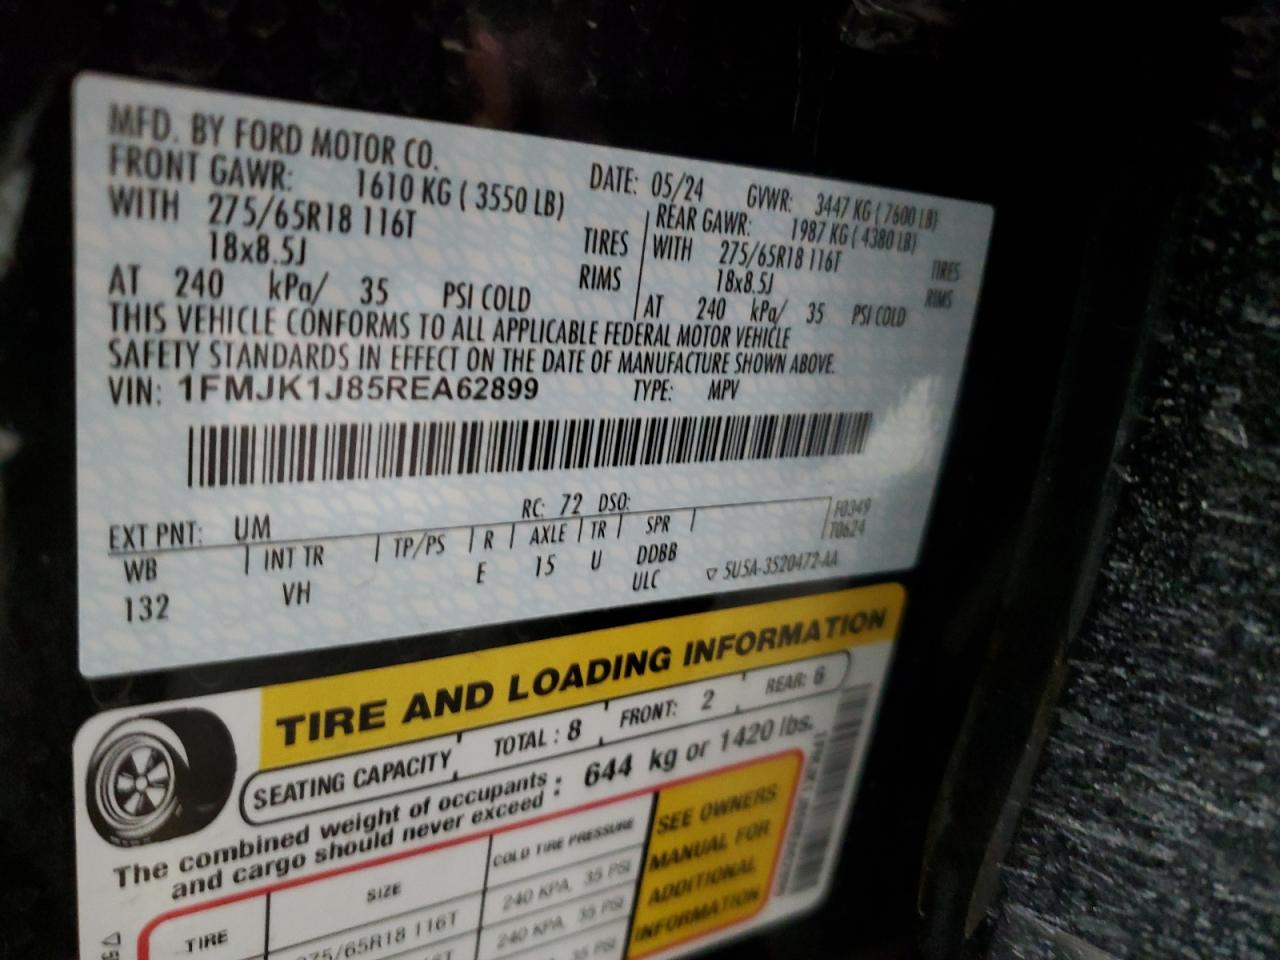 MFD. BY FORD MOTOR CO.
DATE: 05/24 GVWR: 3447 KG ( 7600 LB)
FRONT GAWR: 1610 KG ( 3550 LB) REAR GAWR: 1987 KG ( 4380 LB)
WITH 275/65R18 116T TIRES WITH 275/65R18 116T TIRES
18x8.5J RIMS 18x8.5J RIMS
AT 240 kPa/ 35 PSI COLD AT 240 kPa/ 35 PSI COLD
THIS VEHICLE CONFORMS TO ALL APPLICABLE FEDERAL MOTOR VEHICLE
SAFETY STANDARDS IN EFFECT ON THE DATE OF MANUFACTURE SHOWN ABOVE.
VIN: 1FMJK1J85REA62899 TYPE: MPV
EXT PNT: UM RC: 72 DSO:
F0349
T0624
WB INT TR TP/PS R AXLE TR SPR
132 VH E 15 U DDBB
ULC
5U5A-3520472-AA
TIRE AND LOADING INFORMATION
SEATING CAPACITY TOTAL : 8 FRONT: 2 REAR: 6
The combined weight of occupants
and cargo should never exceed : 644 kg or 1420 lbs.
TIRE SIZE COLD TIRE PRESSURE
275/65R18 116T 240 KPA, 35 PSI
240 KPA, 35 PSI
35 PSI
SEE OWNERS
MANUAL FOR
ADDITIONAL
INFORMATION